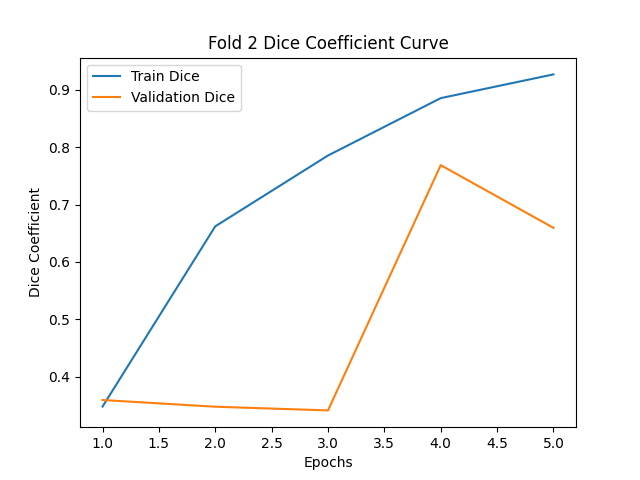 Fold 2 Dice Coefficient Curve
Train Dice
Validation Dice
Dice Coefficient
0.9
0.8
0.7
0.6
0.5
0.4
1.0 1.5 2.0 2.5 3.0 3.5 4.0 4.5 5.0
Epochs